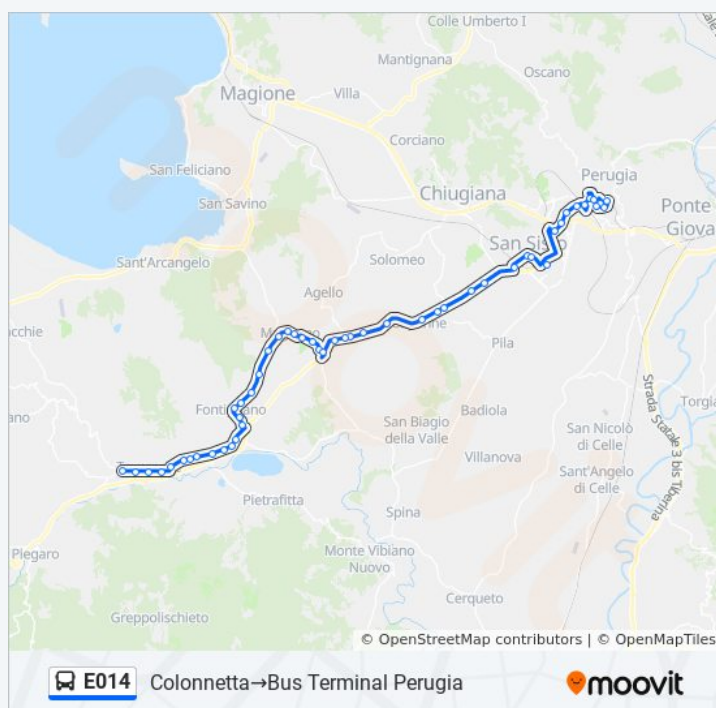 Colle Umberto I
Mantignana
Oscano
Magione
Villa
Corciano
San Feliciano
Perugia
Chiugiana
San Savino
Ponte
Giova
San Sisto
Sant'Arcangelo
Solomeo
Agello
Pila
San Biagio
della Valle
Badiola
San Nicolò
di Celle
Torgia
Strada Statale 3 bis Tiberina
Villanova
Sant'Angelo
di Celle
Pietrafitta
Spina
Piegaro
Monte Vibiano
Nuovo
Cerqueto
Greppolischieto
© OpenStreetMap contributors | © OpenMapTiles
E014 Colonnetta→Bus Terminal Perugia moovit